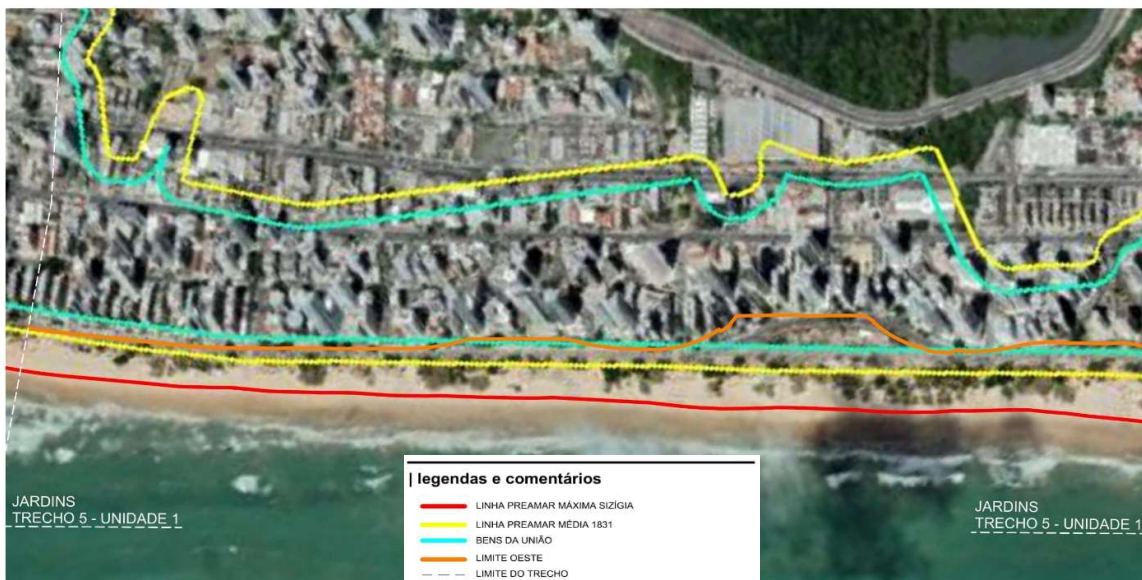 JARDINS
TRECHO 5 - UNIDADE 1
| legendas e comentários
LINHA PREAMAR MÁXIMA SIZÍGIA
LINHA PREAMAR MÉDIA 1831
BENS DA UNIÃO
LIMITE OESTE
LIMITE DO TRECHO
JARDINS
TRECHO 5 - UNIDADE 1